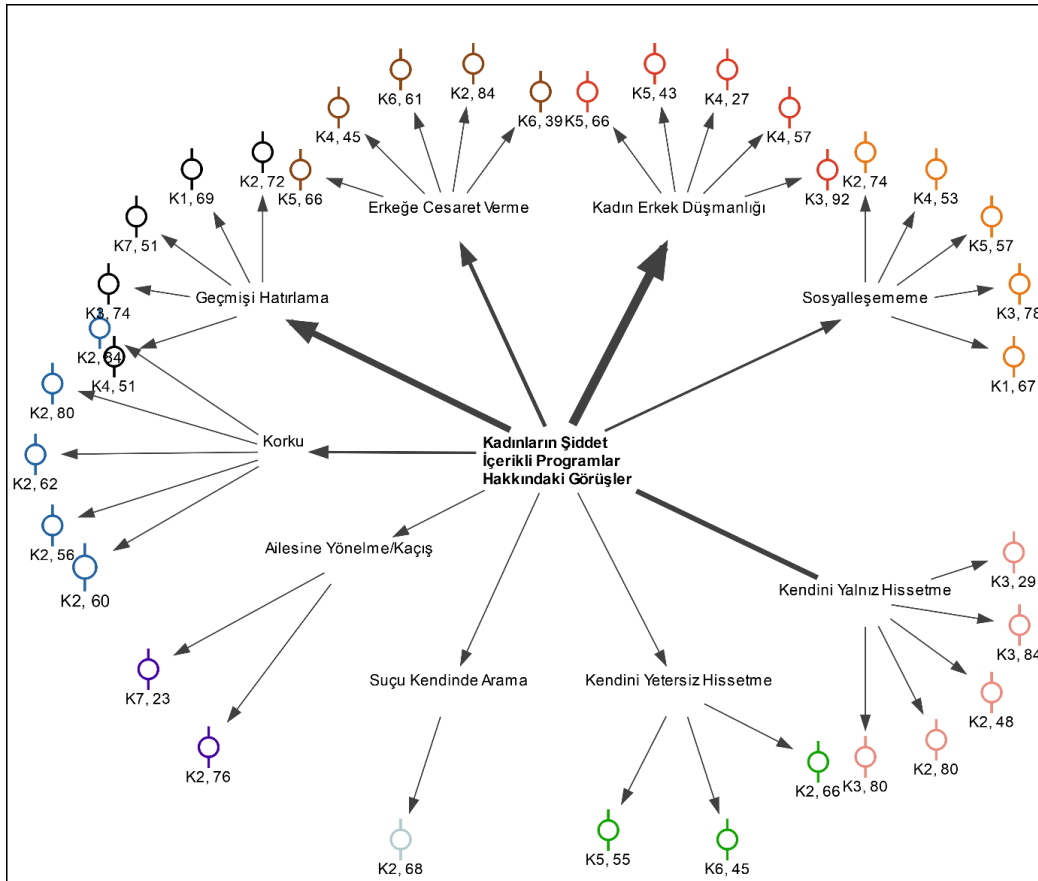 K5, 43
K4, 27
K6, 61
K2, 84
K4, 45
K6, 39
K5, 66
K4, 57
K2, 72
K5, 66
K3, 92
K2, 74
K1, 69
K4, 53
Erkeğe Cesaret Verme
Kadın Erkek Düşmanlığı
K7, 51
K5, 57
Geçmişi Hatırlama
Sosyalleşememe
K3, 74
K3, 78
K2, 84
K4, 51
K1, 67
K2, 80
Korku
Kadınların Şiddet
İçerikli Programlar
Hakkındaki Görüşler
K2, 62
K2, 56
Ailesine Yönelme/Kaçış
K3, 29
K2, 60
Kendini Yalnız Hissetme
K3, 84
Suçu Kendinde Arama
Kendini Yetersiz Hissetme
K7, 23
K2, 48
K2, 76
K2, 80
K3, 80
K2, 66
K2, 68
K5, 55
K6, 45